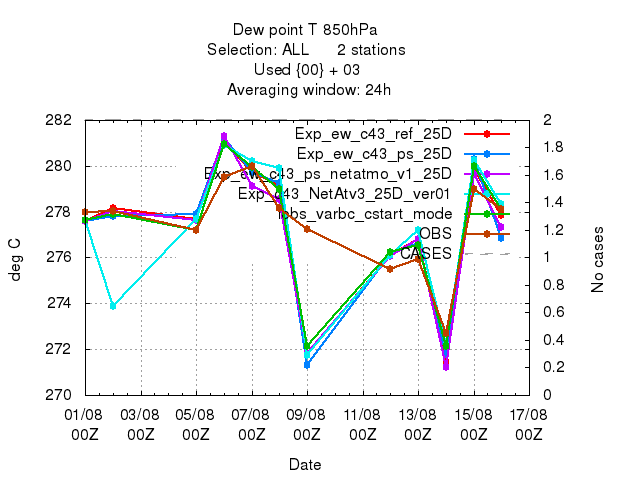 Dew point T 850hPa
Selection: ALL 2 stations
Used {00} + 03
Averaging window: 24h
282
280
278
276
274
272
270
deg C
2
1.8
1.6
1.4
1.2
1
0.8
0.6
0.4
0.2
0
No cases
Exp_ew_c43_ref_25D
Exp_ew_c43_ps_25D
Exp_ew_c43_ps_netatmo_v1_25D
Exp_c43_NetAtv3_25D_ver01
_varbc_cstart_mode
OBS
CASES
01/08 03/08 05/08 07/08 09/08 11/08 13/08 15/08 17/08
00Z 00Z 00Z 00Z 00Z 00Z 00Z 00Z 00Z
Date